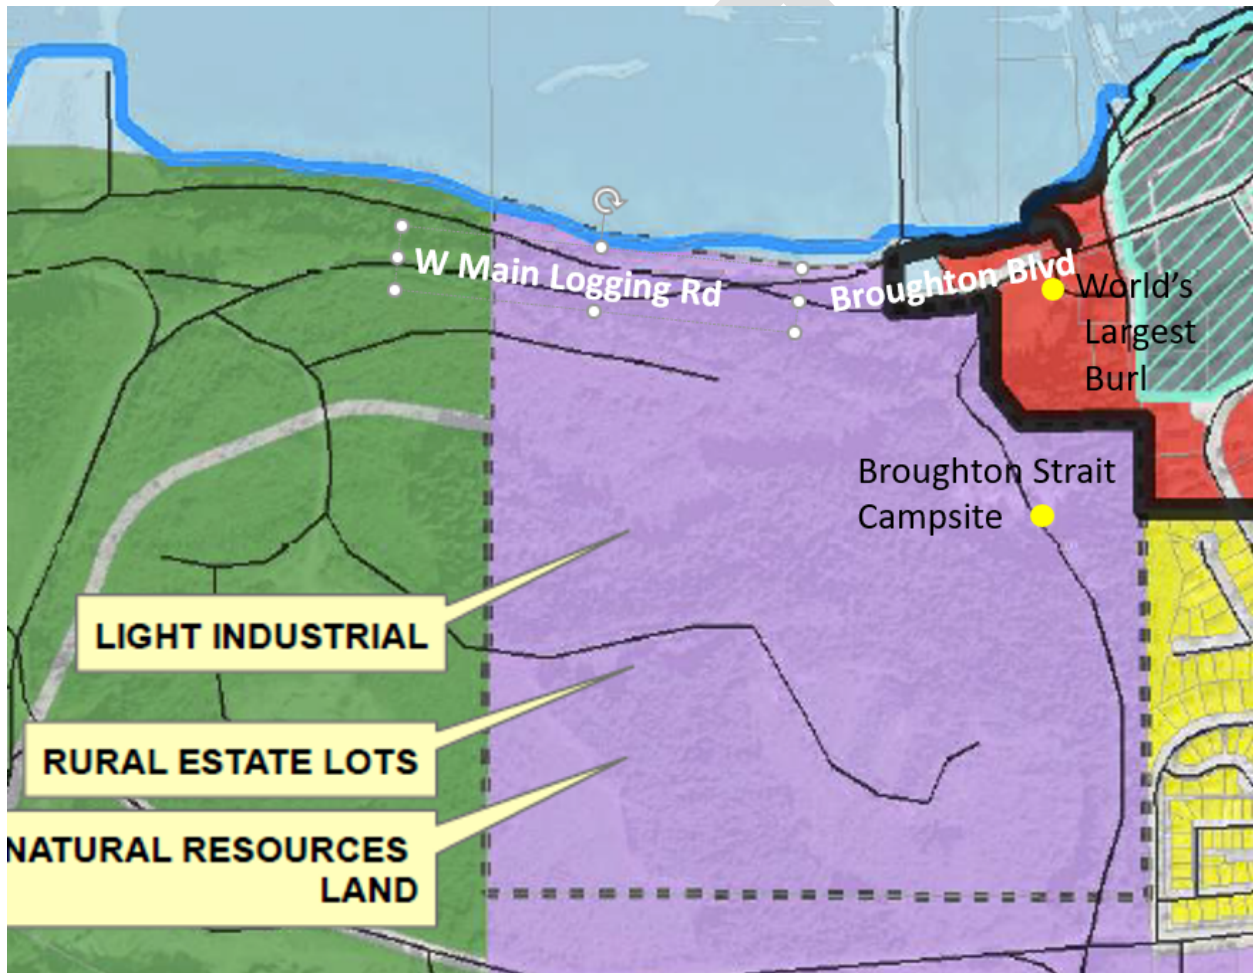 W Main Logging Rd
Broughton Blvd
World’s
Largest
Burl
Broughton Strait
Campsite
LIGHT INDUSTRIAL
RURAL ESTATE LOTS
NATURAL RESOURCES
LAND